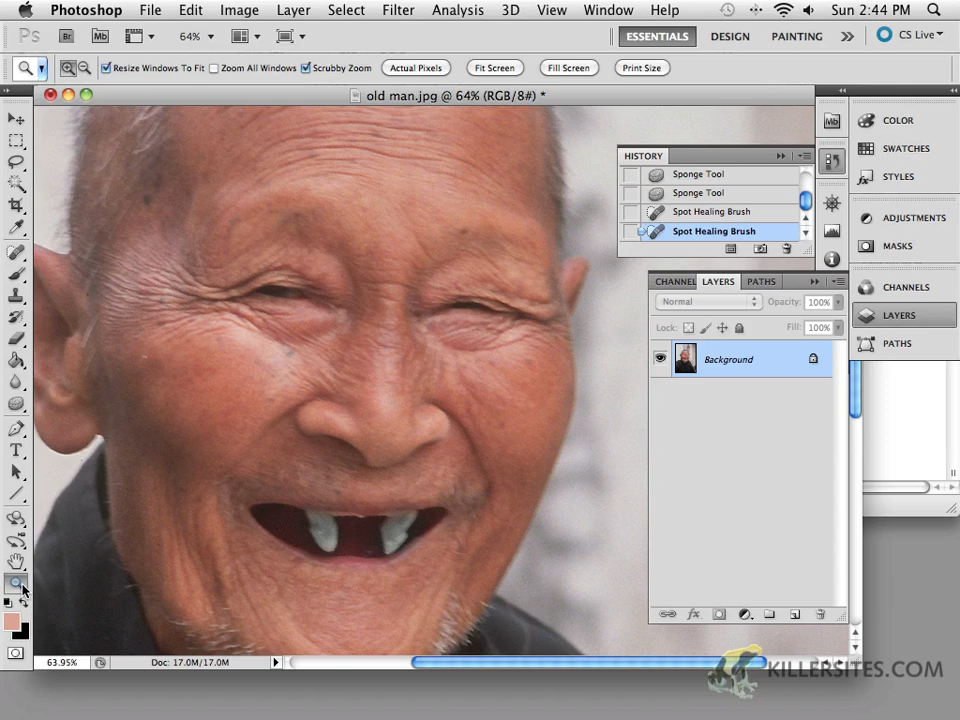 Photoshop File Edit Image Layer Select Filter Analysis 3D View Window Help Sun 2:44 PM
Ps Br Mb 64% ESSENTIALS DESIGN PAINTING CS Live
Resize Windows To Fit Zoom All Windows Scrubby Zoom Actual Pixels Fit Screen Fill Screen Print Size
old man.jpg @ 64% (RGB/8#) *
HISTORY
Sponge Tool
Sponge Tool
Spot Healing Brush
Spot Healing Brush
CHANNEL LAYERS PATHS
Normal Opacity: 100%
Lock: Fill: 100%
Background
Mb
COLOR
SWATCHES
STYLES
ADJUSTMENTS
MASKS
CHANNELS
LAYERS
PATHS
T
fx
63.95% Doc: 17.0M/17.0M
KILLERSITES.COM